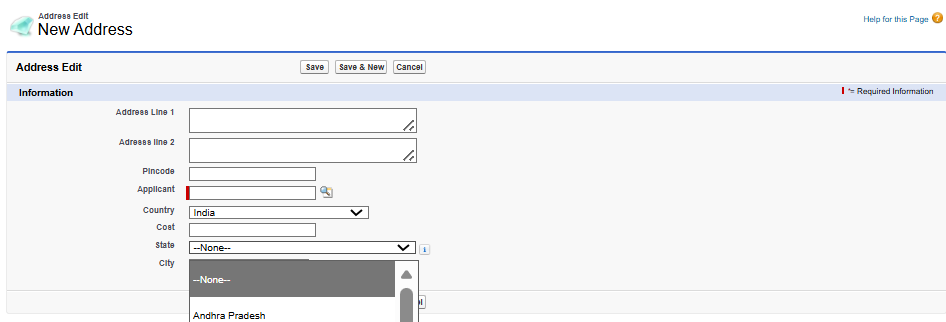 Address Edit
New Address
Help for this Page ?
Address Edit
Save
Save & New
Cancel
Information
*= Required Information
Address Line 1
Adresss line 2
Pincode
Applicant
Country
India
Cost
State
--None--
i
City
--None--
Andhra Pradesh